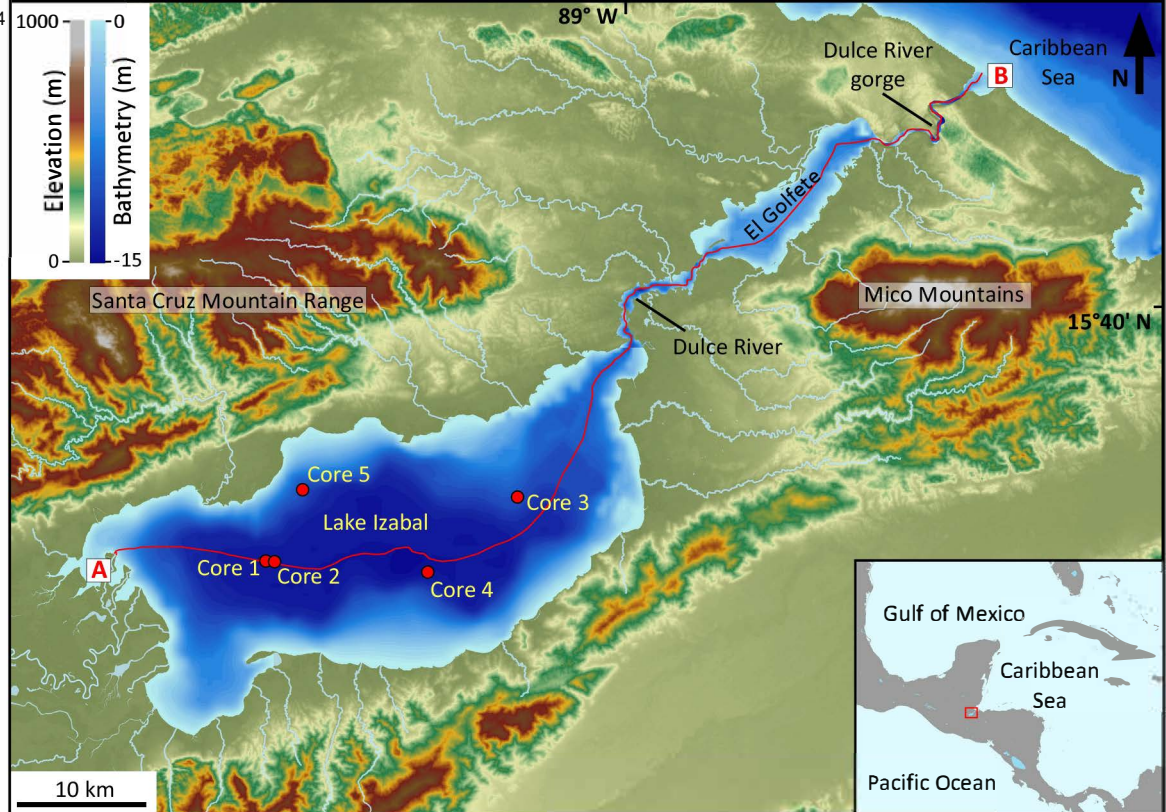 4
1000
0
Elevation (m)
0
-15
Bathymetry (m)
89° W
Dulce River
gorge
B
Caribbean
Sea
N
El Golfete
Santa Cruz Mountain Range
Mico Mountains
15°40' N
Dulce River
Core 5
Core 3
Lake Izabal
A
Core 1
Core 2
Core 4
Gulf of Mexico
Caribbean
Sea
Pacific Ocean
10 km